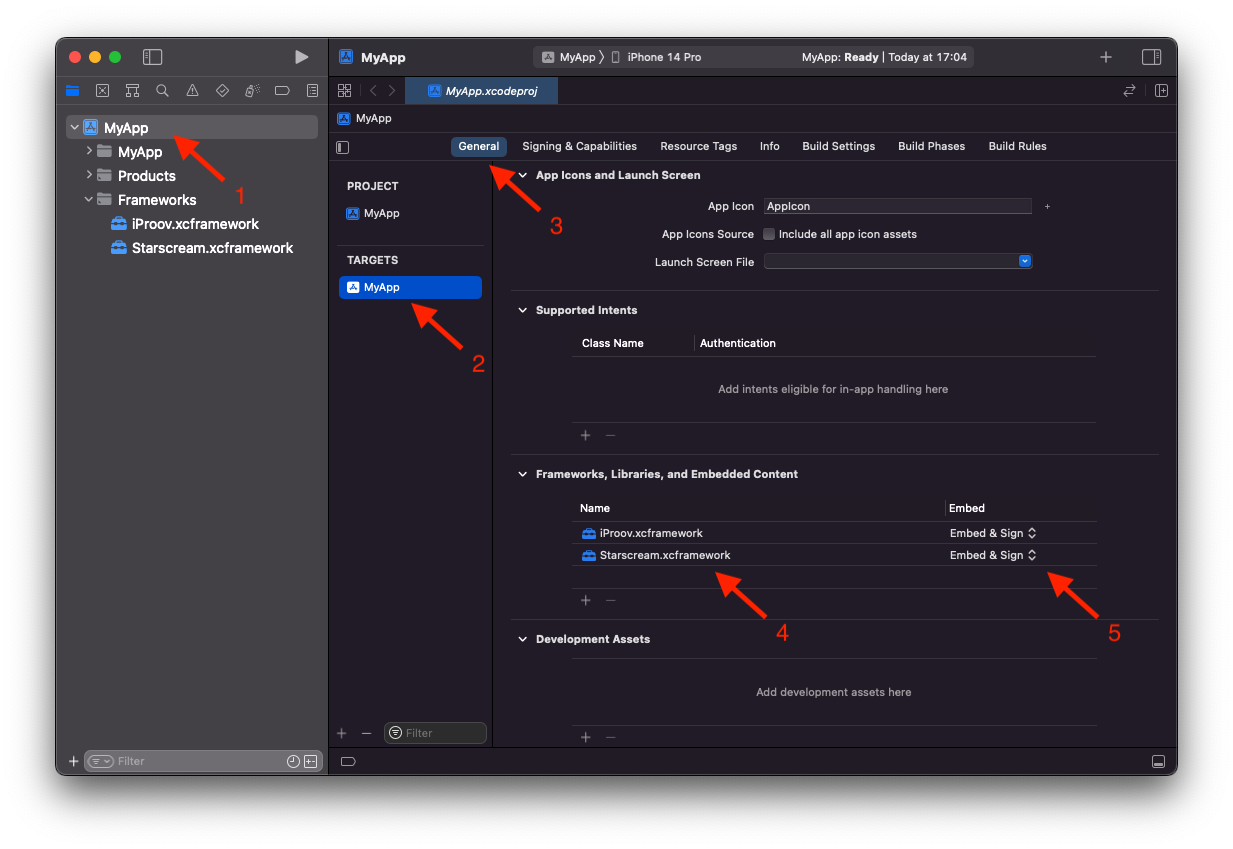 MyApp
MyApp 〉 iPhone 14 Pro
MyApp: Ready | Today at 17:04
MyApp.xcodeproj
MyApp
MyApp
MyApp
Products
Frameworks
iProov.xcframework
Starscream.xcframework
1
Filter
General
Signing & Capabilities
Resource Tags
Info
Build Settings
Build Phases
Build Rules
PROJECT
MyApp
TARGETS
MyApp
2
Filter
3
App Icons and Launch Screen
App Icon AppIcon
App Icons Source Include all app icon assets
Launch Screen File
Supported Intents
Class Name Authentication
Add intents eligible for in-app handling here
Frameworks, Libraries, and Embedded Content
Name Embed
iProov.xcframework Embed & Sign
Starscream.xcframework Embed & Sign
4
5
Development Assets
Add development assets here